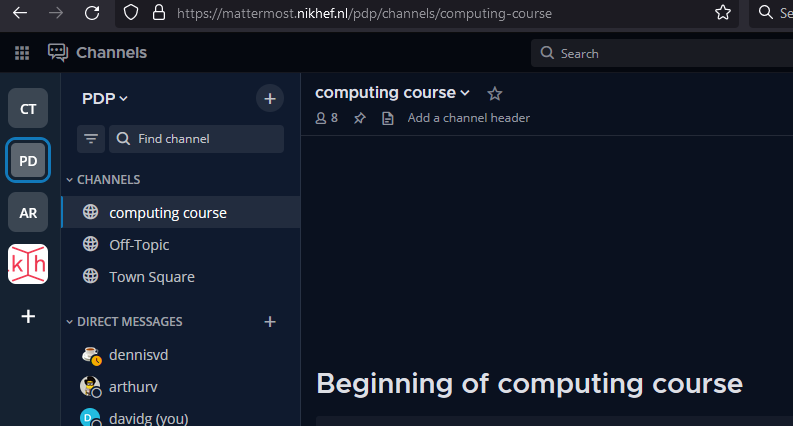 https://mattermost.nikhef.nl/pdp/channels/computing-course
Se
Channels
Search
CT
PD
AR
kh
PDP
Find channel
CHANNELS
computing course
Off-Topic
Town Square
DIRECT MESSAGES
dennisvd
arthurv
D
davidg (you)
computing course
8
Add a channel header
Beginning of computing course